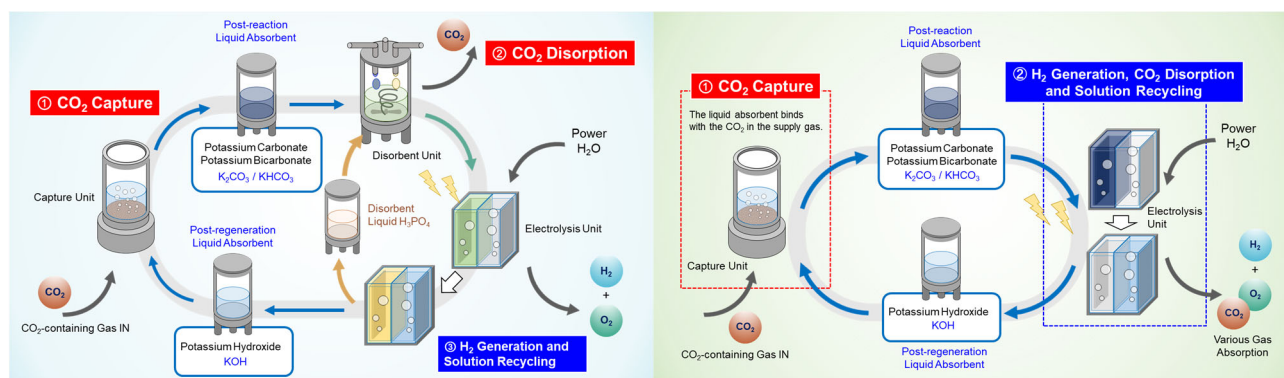 Post-reaction
Liquid Absorbent
CO₂
② CO₂ Disorption
① CO₂ Capture
Potassium Carbonate
Potassium Bicarbonate
K₂CO₃ / KHCO₃
Disorbent Unit
Power
H₂O
Capture Unit
Disorbent
Liquid H₃PO₄
Post-regeneration
Liquid Absorbent
Electrolysis Unit
H₂
+
O₂
CO₂
CO₂-containing Gas IN
Potassium Hydroxide
KOH
③ H₂ Generation and
Solution Recycling
Post-reaction
Liquid Absorbent
① CO₂ Capture
② H₂ Generation, CO₂ Disorption
and Solution Recycling
The liquid absorbent binds
with the CO₂ in the supply gas.
Potassium Carbonate
Potassium Bicarbonate
K₂CO₃ / KHCO₃
Power
H₂O
Electrolysis
Unit
Capture Unit
H₂
+
O₂
CO₂
Various Gas
Absorption
CO₂
CO₂-containing Gas IN
Potassium Hydroxide
KOH
Post-regeneration
Liquid Absorbent